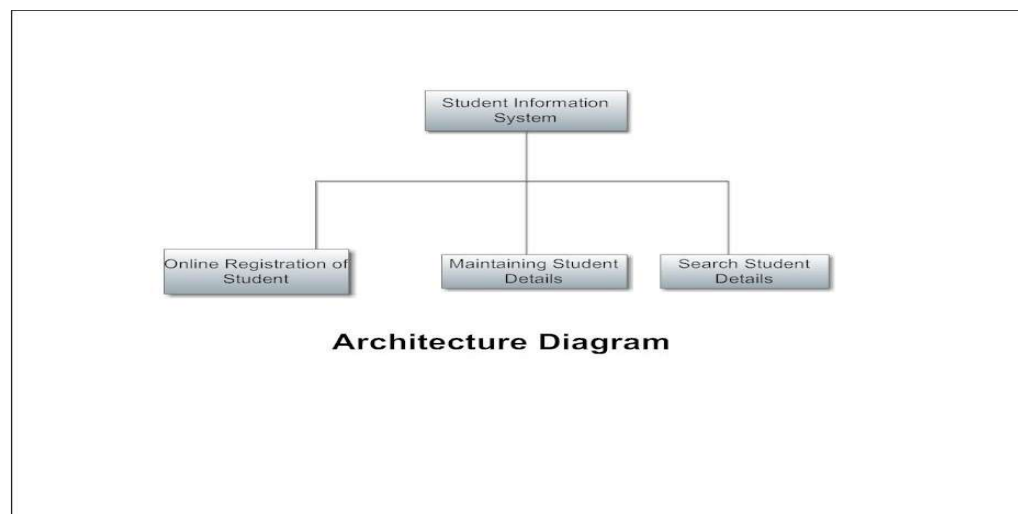 Student Information
System
Online Registration of
Student
Maintaining Student
Details
Search Student
Details
Architecture Diagram